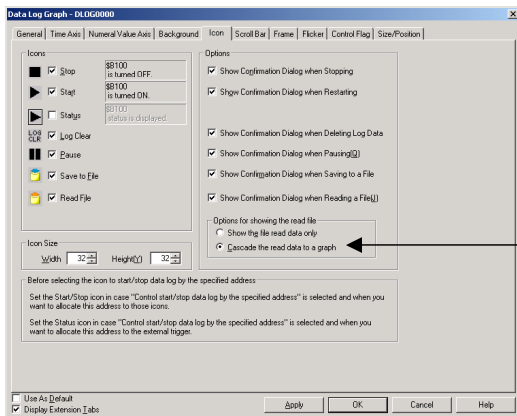 Data Log Graph - DLOG0000
General Time Axis Numeral Value Axis Background Icon Scroll Bar Frame Flicker Control Flag Size/Position
Icons
Stop
$B100
is turned OFF.
Start
$B100
is turned ON.
Status
$B100
status is displayed.
LOG
CLR
Log Clear
Pause
Save to File
Read File
Icon Size
Width 32 Height(Y) 32
Options
Show Confirmation Dialog when Stopping
Show Confirmation Dialog when Restarting
Show Confirmation Dialog when Deleting Log Data
Show Confirmation Dialog when Pausing(Q)
Show Confirmation Dialog when Saving to a File
Show Confirmation Dialog when Reading a File(J)
Options for showing the read file
Show the file read data only
Cascade the read data to a graph
Before selecting the icon to start/stop data log by the specified address
Set the Start/Stop icon in case "Control start/stop data log by the specified address" is selected and when you
want to allocate this address to those icons.
Set the Status icon in case "Control start/stop data log by the specified address" is selected and when you
want to allocate this address to the external trigger.
Use As Default
Display Extension Tabs
Apply OK Cancel Help